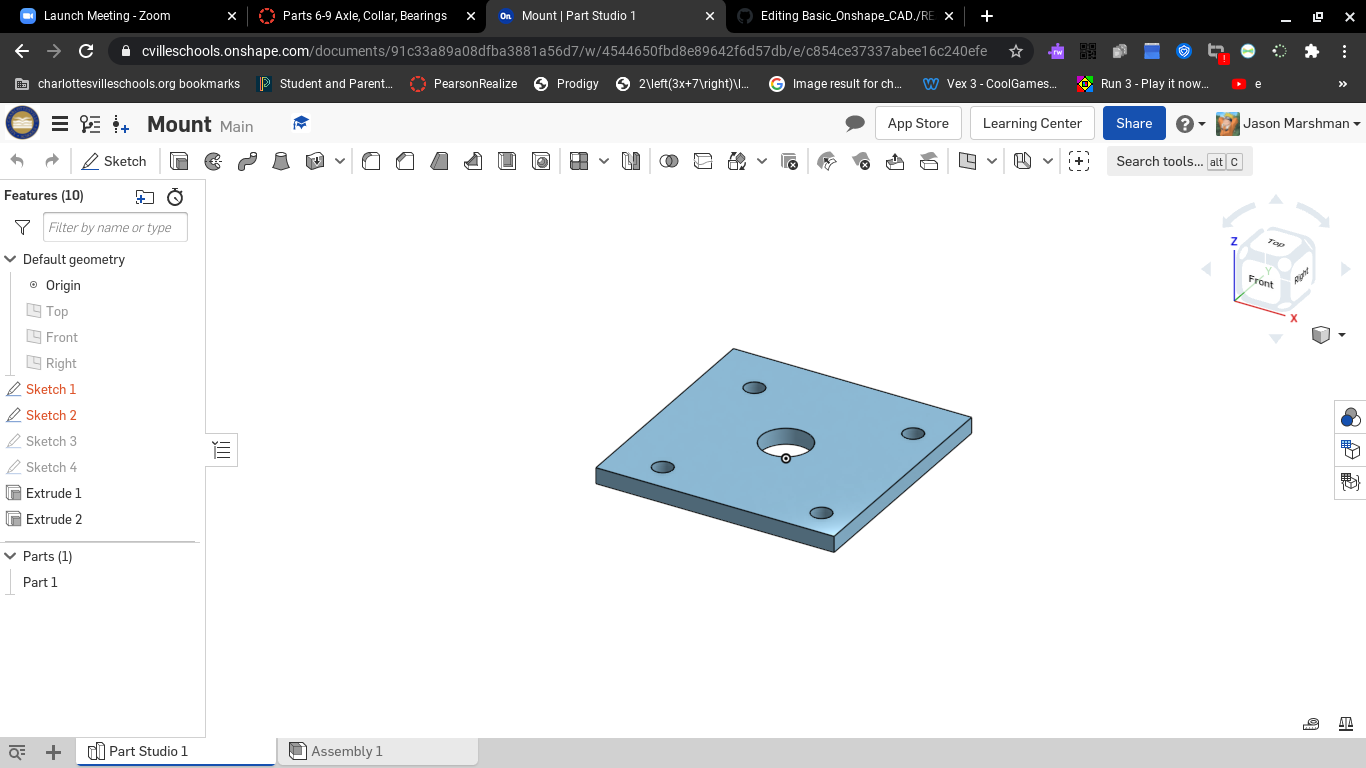 Launch Meeting - Zoom
Parts 6-9 Axle, Collar, Bearings
On Mount | Part Studio 1
Editing Basic_Onshape_CAD./RE
cvilleschools.onshape.com/documents/91c33a89a08dfba3881a56d7/w/4544650fbd8e89642f6d57db/e/c854ce37337abee16c240efe
charlottesvilleschools.org bookmarks
Student and Parent...
PearsonRealize
Prodigy
2\left(3x+7\right)\l...
Image result for ch...
Vex 3 - CoolGames...
Run 3 - Play it now...
e
Mount Main
App Store
Learning Center
Share
Jason Marshman
Sketch
Search tools... alt C
Features (10)
Filter by name or type
Default geometry
Origin
Top
Front
Right
Sketch 1
Sketch 2
Sketch 3
Sketch 4
Extrude 1
Extrude 2
Parts (1)
Part 1
Z
Top
Y
Front
Right
X
Part Studio 1
Assembly 1